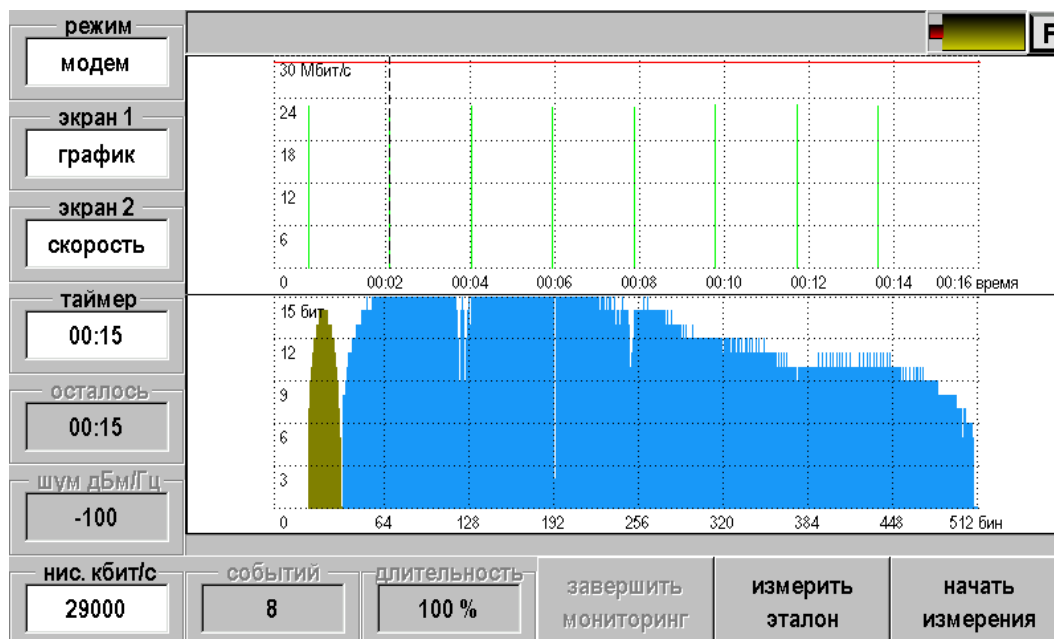 режим
модем
экран 1
график
экран 2
скорость
таймер
00:15
осталось
00:15
шум дБм/Гц
-100
F
30 Мбит/с
24
18
12
6
0 00:02 00:04 00:06 00:08 00:10 00:12 00:14 00:16 время
15 бит
12
9
6
3
0 64 128 192 256 320 384 448 512 бин
нис. кбит/с
29000
событий
8
длительность
100 %
завершить
мониторинг
измерить
эталон
начать
измерения